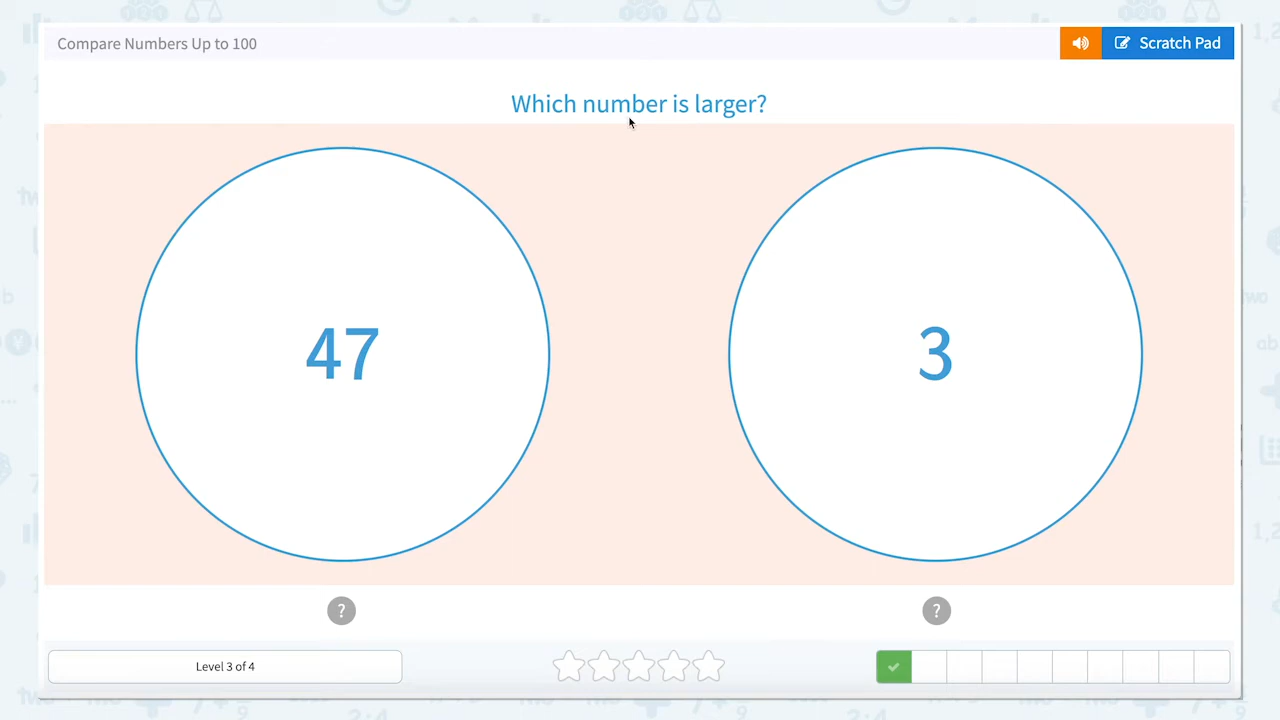 Compare Numbers Up to 100
Scratch Pad
Which number is larger?
47
3
?
?
Level 3 of 4